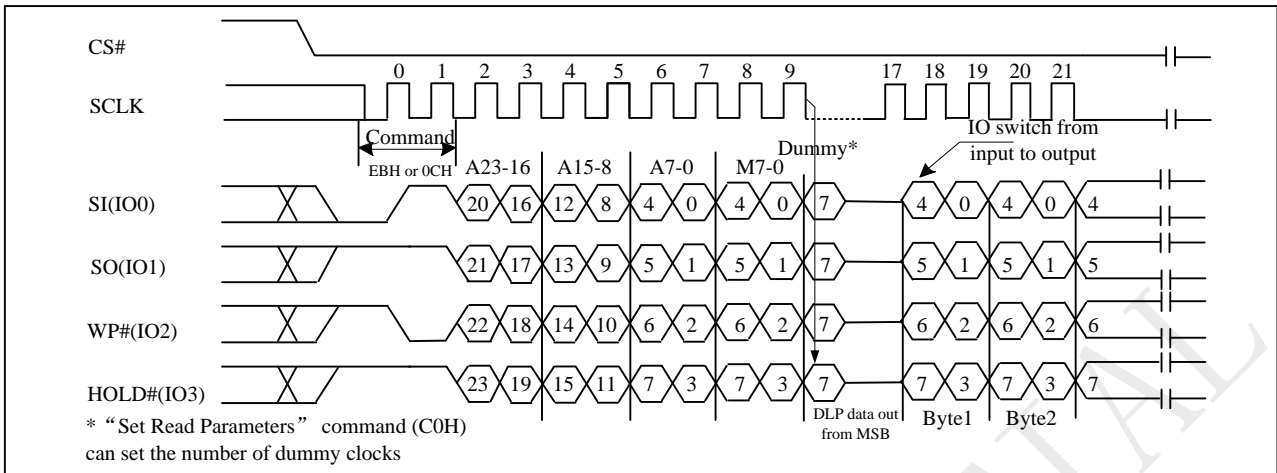 CS#
0 1 2 3 4 5 6 7 8 9 17 18 19 20 21
SCLK
Command
IO switch from
input to output
Dummy*
EBH or 0CH
A23-16 A15-8 A7-0 M7-0
SI(IO0) 20 16 12 8 4 0 4 0 7 4 0 4 0 4
SO(IO1) 21 17 13 9 5 1 5 1 7 5 1 5 1 5
WP#(IO2) 22 18 14 10 6 2 6 2 7 6 2 6 2 6
HOLD#(IO3) 23 19 15 11 7 3 7 3 7 7 3 7 3 7
DLP data out
from MSB
Byte1 Byte2
* “Set Read Parameters” command (C0H)
can set the number of dummy clocks